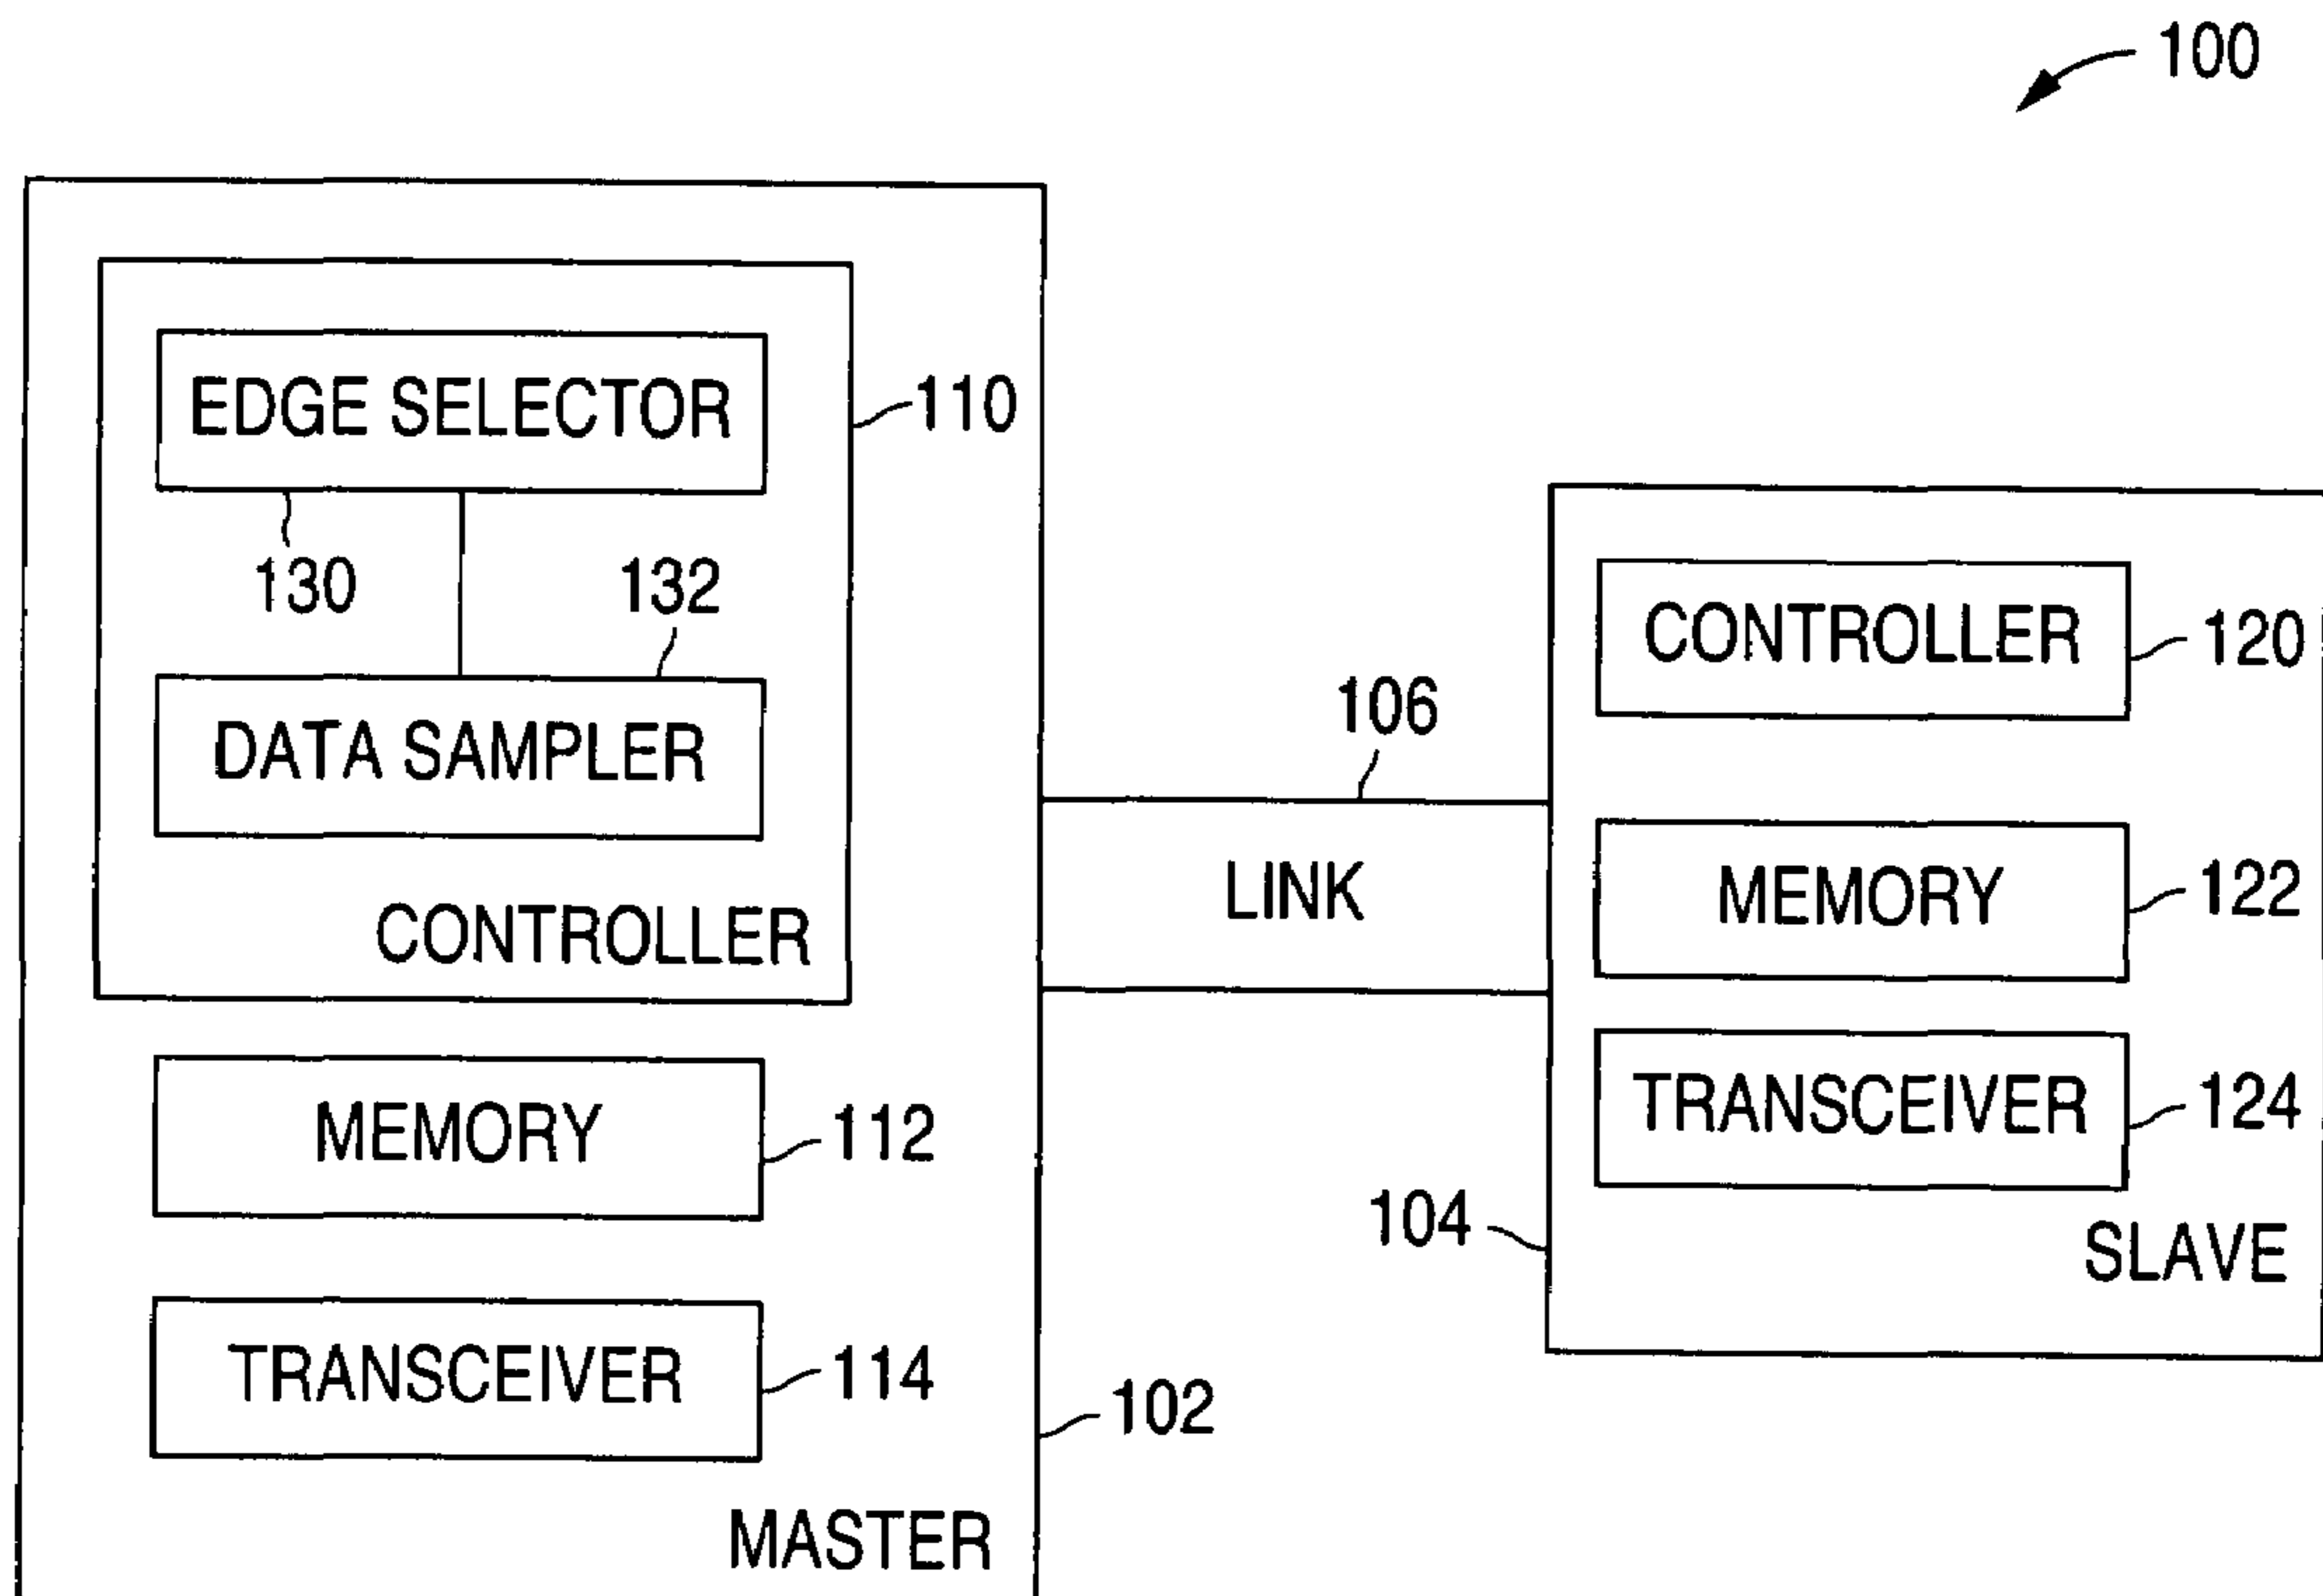 100
EDGE SELECTOR
110
130
132
DATA SAMPLER
CONTROLLER
MEMORY
112
TRANSCEIVER
114
102
MASTER
106
LINK
CONTROLLER
120
MEMORY
122
TRANSCEIVER
124
104
SLAVE